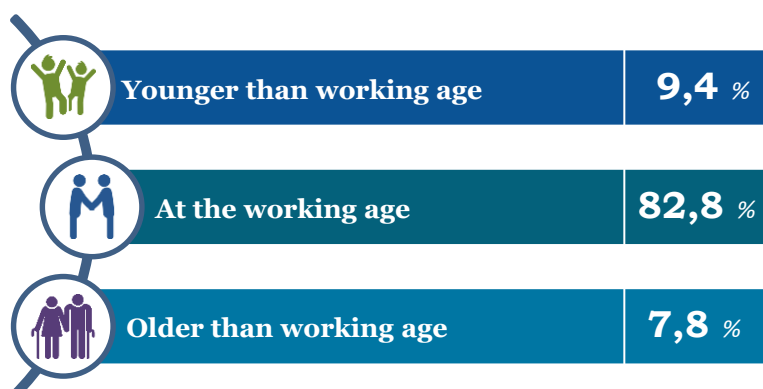 Younger than working age 9,4 %
At the working age 82,8 %
Older than working age 7,8 %